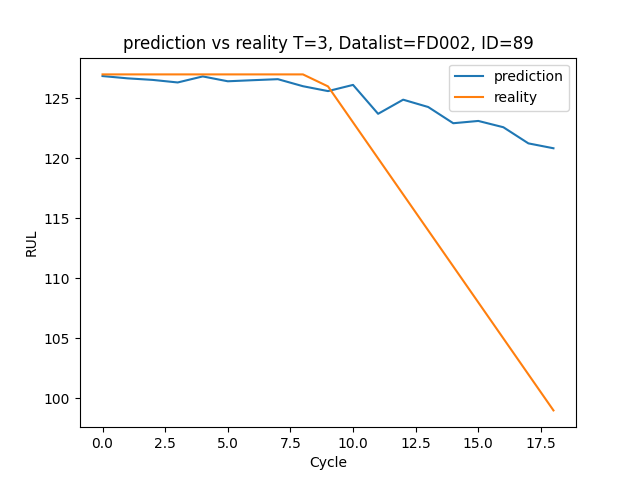 prediction vs reality T=3, Datalist=FD002, ID=89
prediction
reality
RUL
125
120
115
110
105
100
0.0 2.5 5.0 7.5 10.0 12.5 15.0 17.5
Cycle